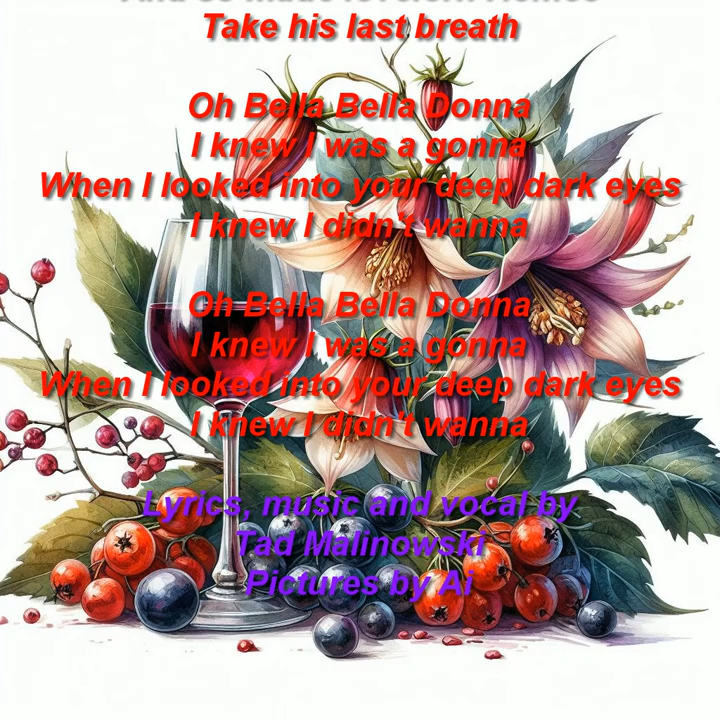 Take his last breath
Oh Bella Bella Donna
I knew I was a gonna
When I looked into your deep dark eyes
I knew I didn't wanna
Oh Bella Bella Donna
I knew I was a gonna
When I looked into your deep dark eyes
I knew I didn't wanna
Lyrics, music and vocal by
Tad Malinowski
Pictures by Ai